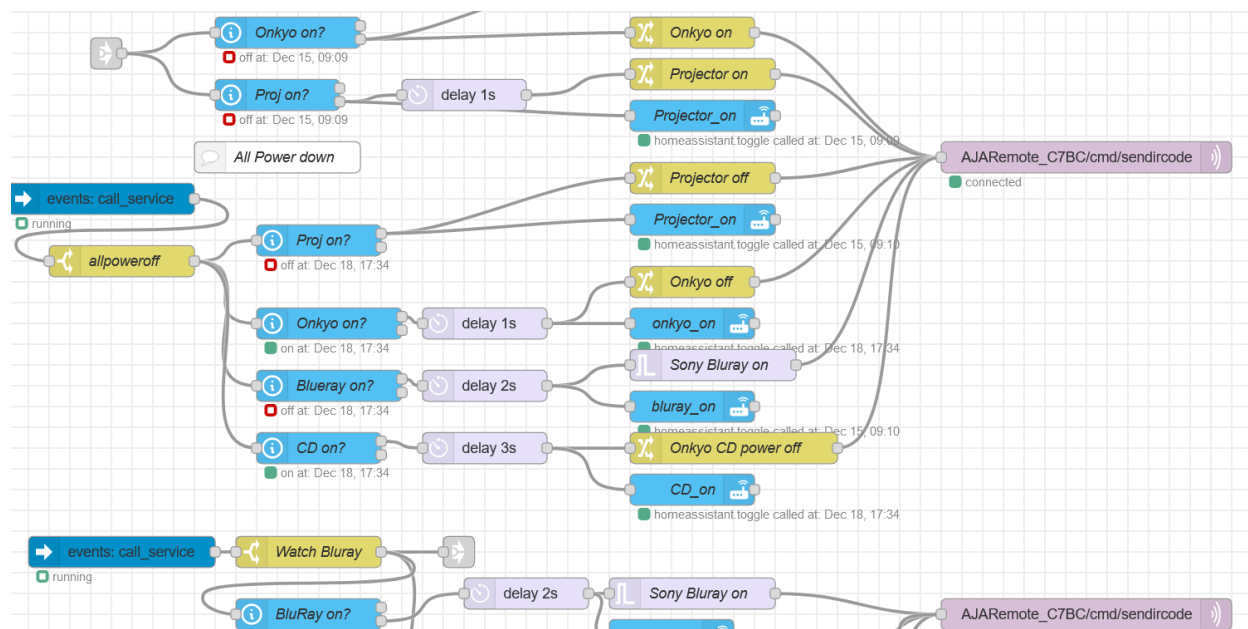 Onkyo on?
off at: Dec 15, 09:09
Onkyo on
Proj on?
off at: Dec 15, 09:09
delay 1s
Projector on
Projector_on
homeassistant.toggle called at: Dec 15, 09:09
All Power down
AJARemote_C7BC/cmd/sendircode
connected
events: call_service
running
allpoweroff
Proj on?
off at: Dec 18, 17:34
Projector off
Projector_on
homeassistant.toggle called at: Dec 15, 09:10
Onkyo on?
on at: Dec 18, 17:34
delay 1s
Onkyo off
onkyo_on
homeassistant.toggle called at: Dec 18, 17:34
Blueray on?
off at: Dec 18, 17:34
delay 2s
Sony Bluray on
bluray_on
homeassistant.toggle called at: Dec 15, 09:10
CD on?
on at: Dec 18, 17:34
delay 3s
Onkyo CD power off
CD_on
homeassistant.toggle called at: Dec 18, 17:34
events: call_service
running
Watch Bluray
BluRay on?
delay 2s
Sony Bluray on
AJARemote_C7BC/cmd/sendircode